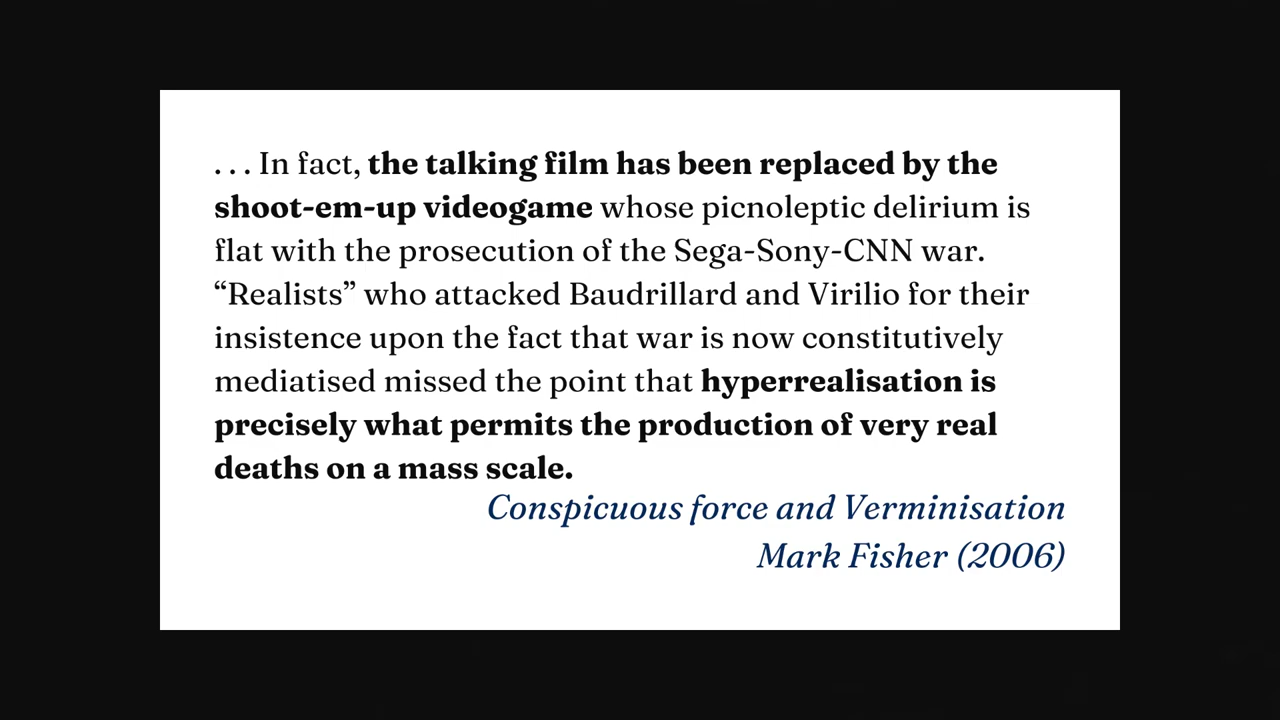 . . . In fact, the talking film has been replaced by the
shoot-em-up videogame whose picnoleptic delirium is
flat with the prosecution of the Sega-Sony-CNN war.
“Realists” who attacked Baudrillard and Virilio for their
insistence upon the fact that war is now constitutively
mediatised missed the point that hyperrealisation is
precisely what permits the production of very real
deaths on a mass scale.
Conspicuous force and Verminisation
Mark Fisher (2006)